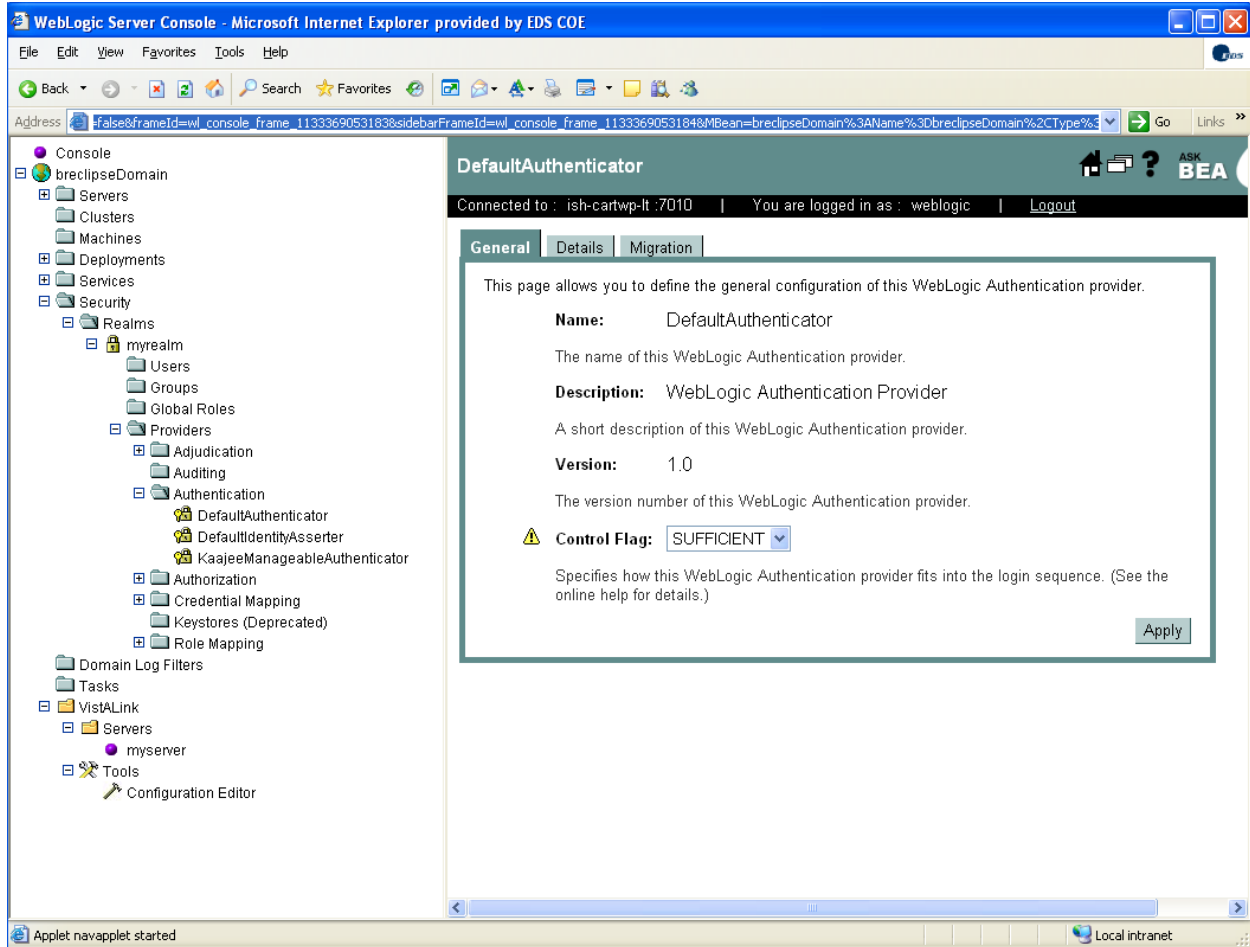 WebLogic Server Console - Microsoft Internet Explorer provided by EDS COE
File Edit View Favorites Tools Help
EDS
Back Search Favorites
Address =false&frameId=wl_console_frame_1133369053183&sidebarFrameId=wl_console_frame_1133369053184&MBean=breclipseDomain%3AName%3DbreclipseDomain%2CType%3 Go Links »
Console
breclipseDomain
Servers
Clusters
Machines
Deployments
Services
Security
Realms
myrealm
Users
Groups
Global Roles
Providers
Adjudication
Auditing
Authentication
DefaultAuthenticator
DefaultIdentityAsserter
KaajeeManageableAuthenticator
Authorization
Credential Mapping
Keystores (Deprecated)
Role Mapping
Domain Log Filters
Tasks
VistALink
Servers
myserver
Tools
Configuration Editor
DefaultAuthenticator
? ASK BEA
Connected to : ish-cartwp-lt :7010 | You are logged in as : weblogic | Logout
General Details Migration
This page allows you to define the general configuration of this WebLogic Authentication provider.
Name: DefaultAuthenticator
The name of this WebLogic Authentication provider.
Description: WebLogic Authentication Provider
A short description of this WebLogic Authentication provider.
Version: 1.0
The version number of this WebLogic Authentication provider.
Control Flag: SUFFICIENT
Specifies how this WebLogic Authentication provider fits into the login sequence. (See the
online help for details.)
Apply
Applet navapplet started
Local intranet